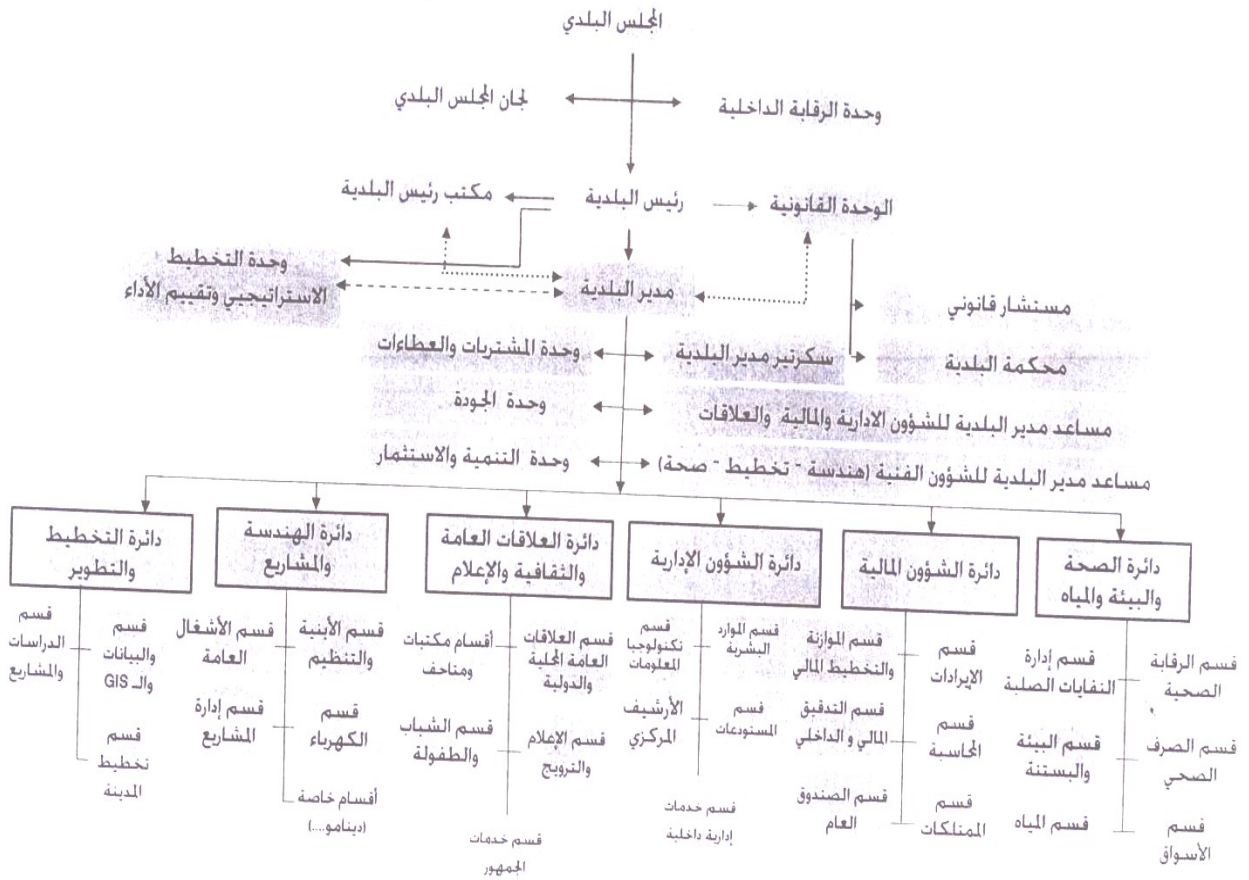 المجلس البلدي
وحدة الرقابة الداخلية
لجان المجلس البلدي
الوحدة القانونية
رئيس البلدية
مكتب رئيس البلدية
وحدة التخطيط
الاستراتيجي وتقييم الأداء
مدير البلدية
مستشار قانوني
محكمة البلدية
سكرتير مدير البلدية
وحدة المشتريات والعطاءات
مساعد مدير البلدية للشؤون الادارية والمالية والعلاقات
وحدة الجودة
مساعد مدير البلدية للشؤون الفنية (هندسة - تخطيط - صحة)
وحدة التنمية والاستثمار
دائرة الصحة
والبيئة والمياه
قسم الرقابة
الصحية
قسم إدارة
النفايات الصلبة
قسم الصرف
الصحي
قسم البيئة
والبستنة
قسم
الأسواق
قسم المياه
دائرة الشؤون المالية
قسم
الإيرادات
قسم الموازنة
والتخطيط المالي
قسم
المحاسبة
قسم التدقيق
المالي و الداخلي
قسم
الممتلكات
قسم الصندوق
العام
دائرة الشؤون الإدارية
قسم الموارد
البشرية
قسم
تكنولوجيا
المعلومات
قسم
المستودعات
الأرشيف
المركزي
قسم خدمات
إدارية داخلية
دائرة العلاقات العامة
والثقافية والإعلام
قسم العلاقات
العامة المحلية
والدولية
أقسام مكتبات
ومتاحف
قسم الإعلام
والترويج
قسم الشباب
والطفولة
قسم خدمات
الجمهور
دائرة الهندسة
والمشاريع
قسم الأبنية
والتنظيم
قسم الأشغال
العامة
قسم
الكهرباء
قسم إدارة
المشاريع
أقسام خاصة
(دينامو....)
دائرة التخطيط
والتطوير
قسم
والبيانات
والـ GIS
قسم
الدراسات
والمشاريع
قسم
تخطيط
المدينة